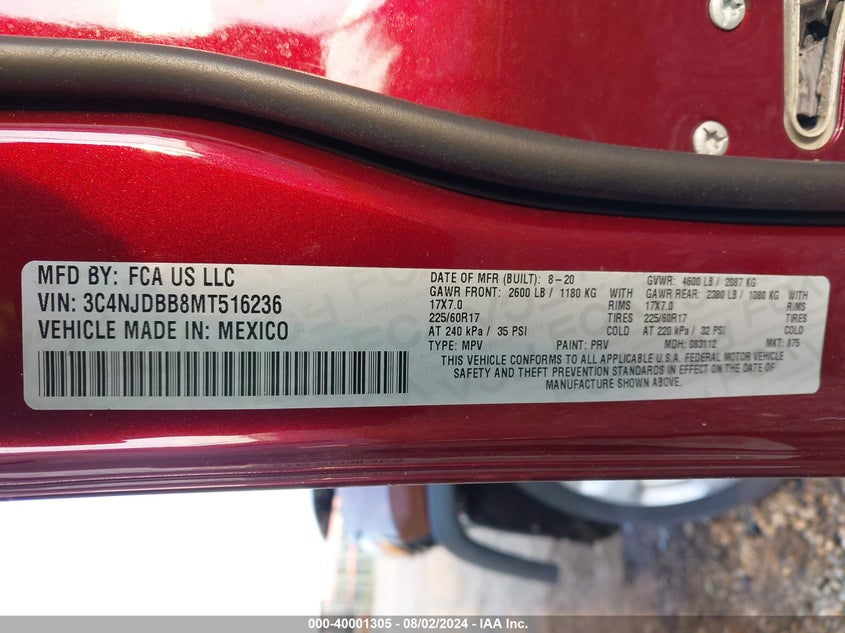 MFD BY: FCA US LLC
VIN: 3C4NJDBB8MT516236
VEHICLE MADE IN: MEXICO
DATE OF MFR (BUILT): 8-20 GVWR: 4600 LB / 2087 KG
GAWR FRONT: 2600 LB / 1180 KG RIMS GAWR REAR: 2380 LB / 1080 KG RIMS
17X7.0 17X7.0
225/60R17 TIRES 225/60R17 TIRES
AT 240 kPa / 35 PSI COLD AT 220 kPa / 32 PSI COLD
TYPE: MPV PAINT: PRV MDH: 083112 MKT: 875
THIS VEHICLE CONFORMS TO ALL APPLICABLE U.S.A. FEDERAL MOTOR VEHICLE
SAFETY AND THEFT PREVENTION STANDARDS IN EFFECT ON THE DATE OF
MANUFACTURE SHOWN ABOVE.
000-40001305 - 08/02/2024 - IAA Inc.